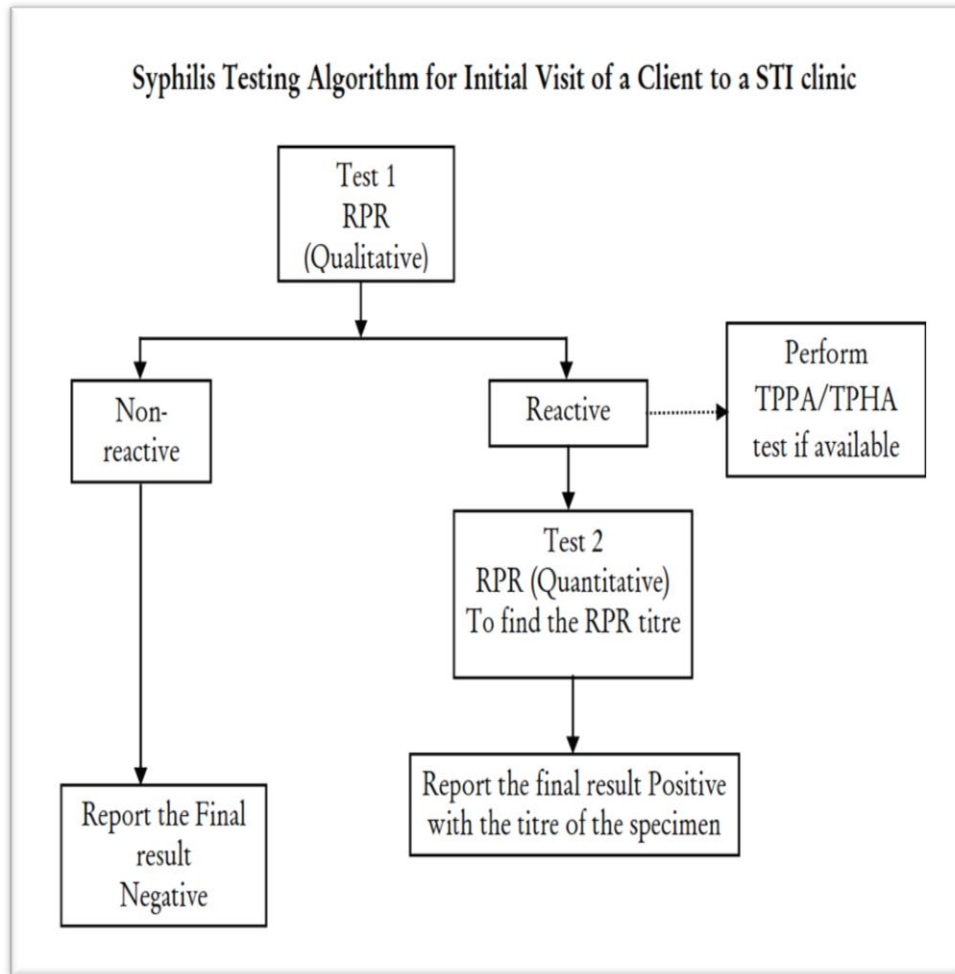 Syphilis Testing Algorithm for Initial Visit of a Client to a STI clinic
Test 1
RPR
(Qualitative)
Non-
reactive
Reactive
Perform
TPPA/TPHA
test if available
Test 2
RPR (Quantitative)
To find the RPR titre
Report the Final
result
Negative
Report the final result Positive
with the titre of the specimen